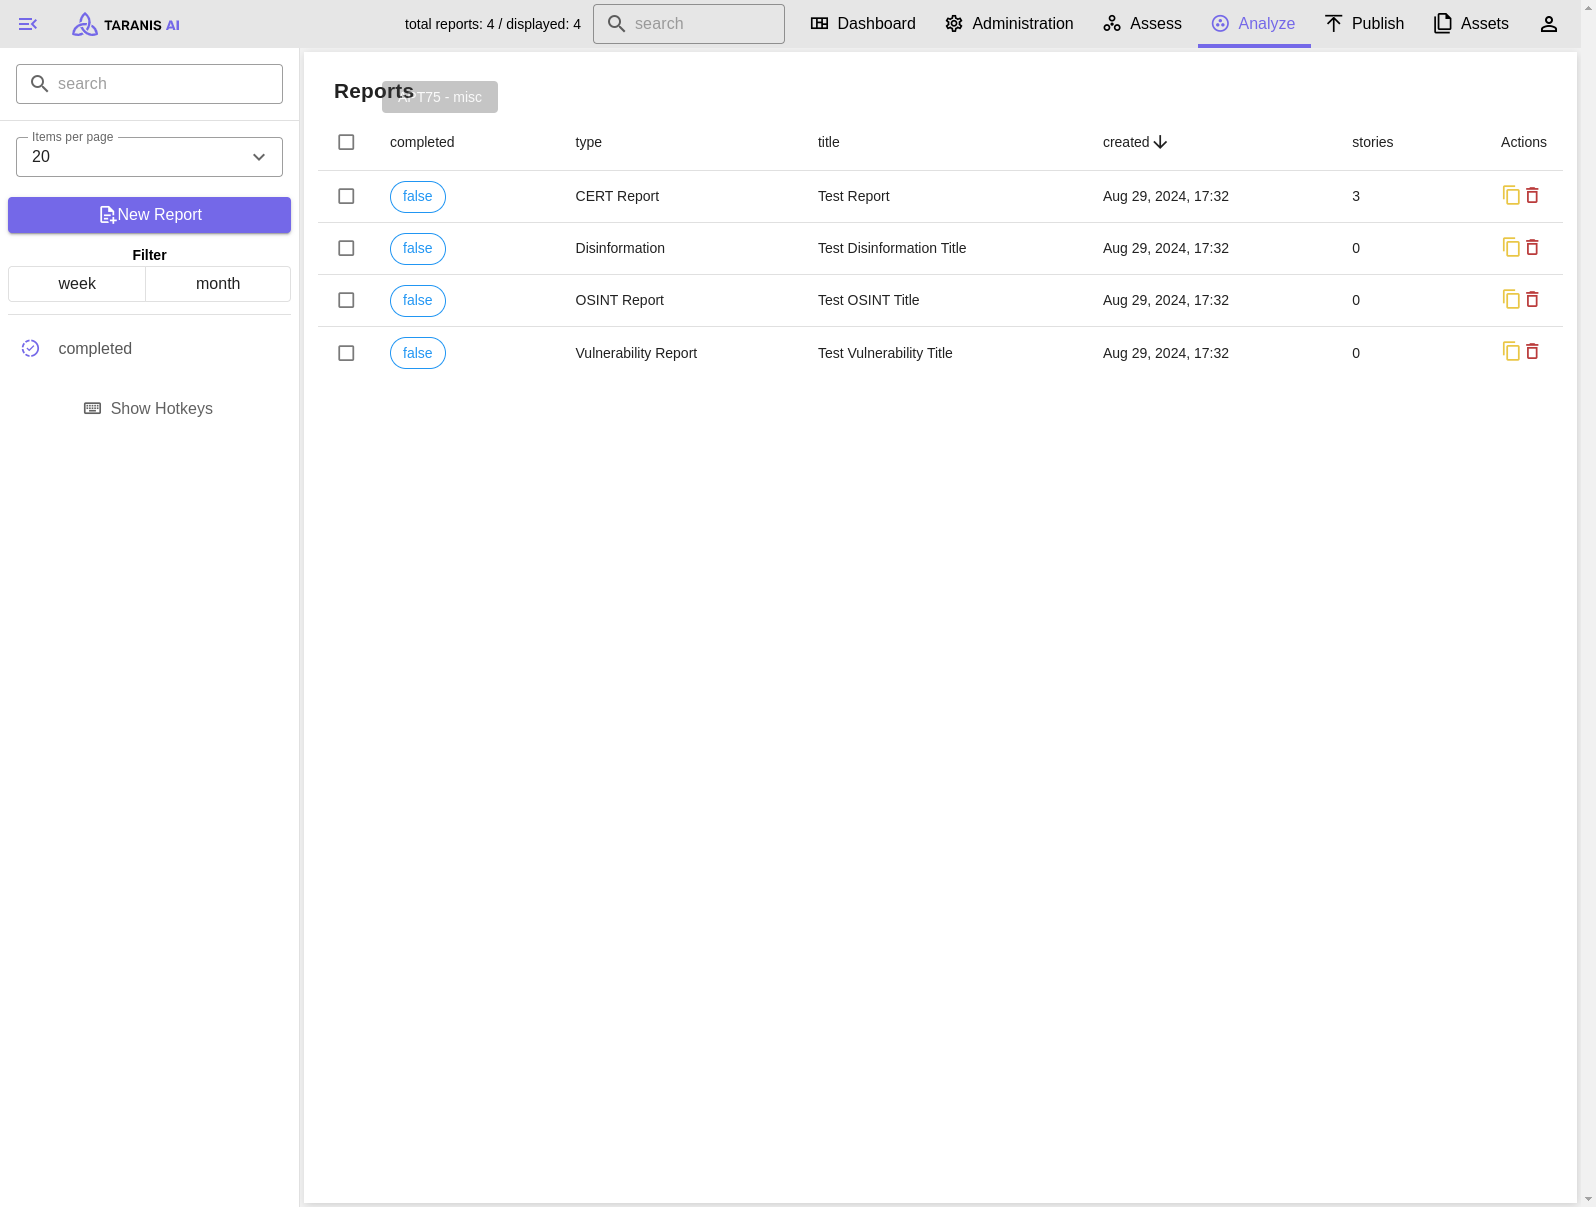 TARANIS AI total reports: 4 / displayed: 4 search Dashboard Administration Assess Analyze Publish Assets
search
Items per page
20
New Report
Filter
week month
completed
Show Hotkeys
Reports
APT75 - misc
completed type title created stories Actions
false CERT Report Test Report Aug 29, 2024, 17:32 3
false Disinformation Test Disinformation Title Aug 29, 2024, 17:32 0
false OSINT Report Test OSINT Title Aug 29, 2024, 17:32 0
false Vulnerability Report Test Vulnerability Title Aug 29, 2024, 17:32 0